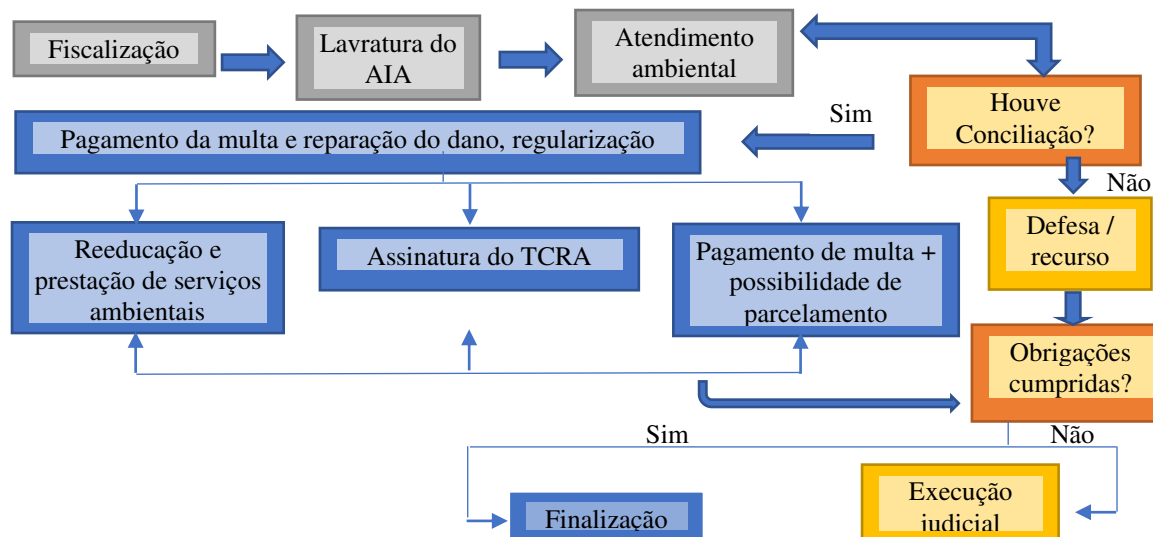 Fiscalização
Lavratura do
AIA
Atendimento
ambiental
Houve
Conciliação?
Sim
Pagamento da multa e reparação do dano, regularização
Não
Reeducação e
prestação de serviços
ambientais
Assinatura do TCRA
Pagamento de multa +
possibilidade de
parcelamento
Defesa /
recurso
Obrigações
cumpridas?
Sim
Não
Finalização
Execução
judicial